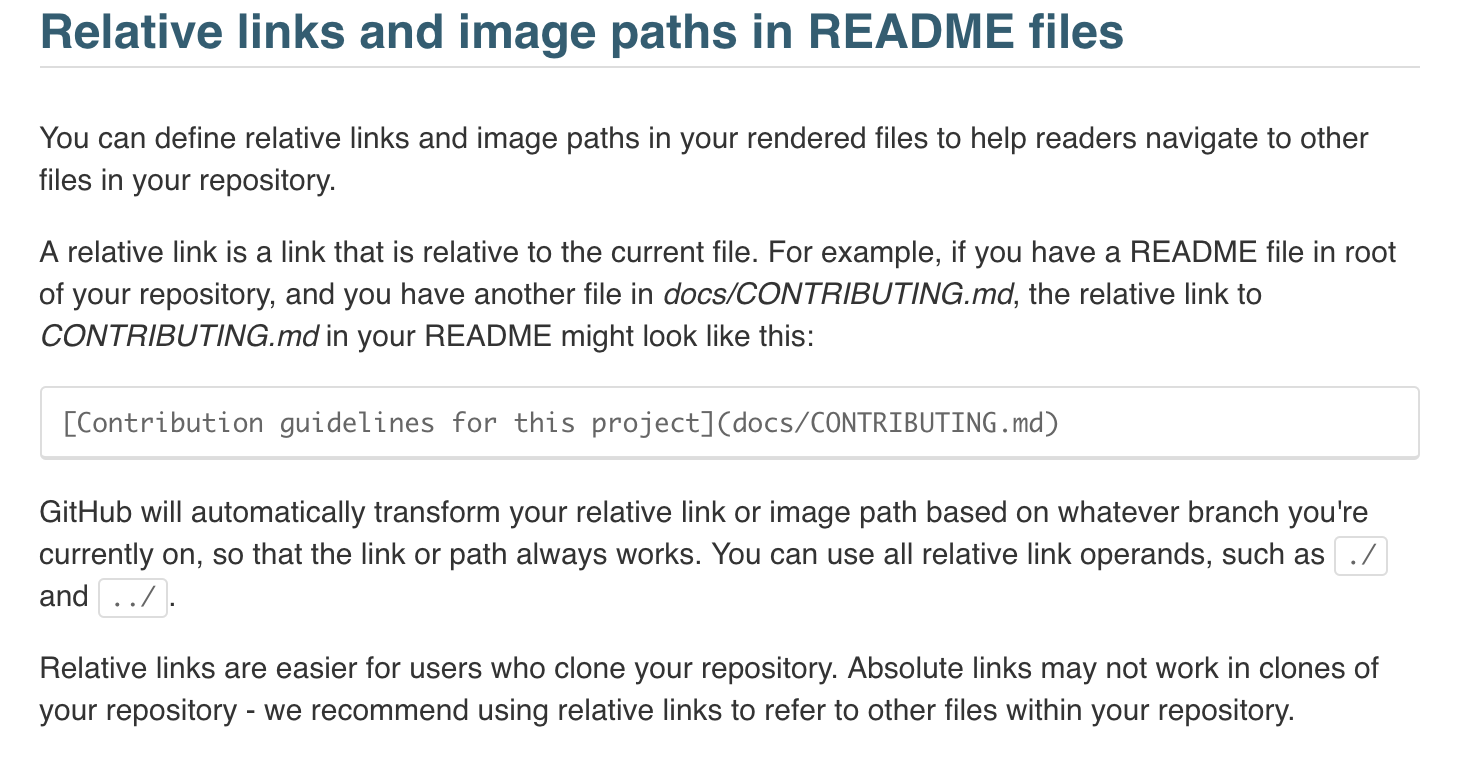 Relative links and image paths in README files
You can define relative links and image paths in your rendered files to help readers navigate to other
files in your repository.
A relative link is a link that is relative to the current file. For example, if you have a README file in root
of your repository, and you have another file in docs/CONTRIBUTING.md, the relative link to
CONTRIBUTING.md in your README might look like this:
[Contribution guidelines for this project](docs/CONTRIBUTING.md)
GitHub will automatically transform your relative link or image path based on whatever branch you're
currently on, so that the link or path always works. You can use all relative link operands, such as ./
and ../ .
Relative links are easier for users who clone your repository. Absolute links may not work in clones of
your repository - we recommend using relative links to refer to other files within your repository.